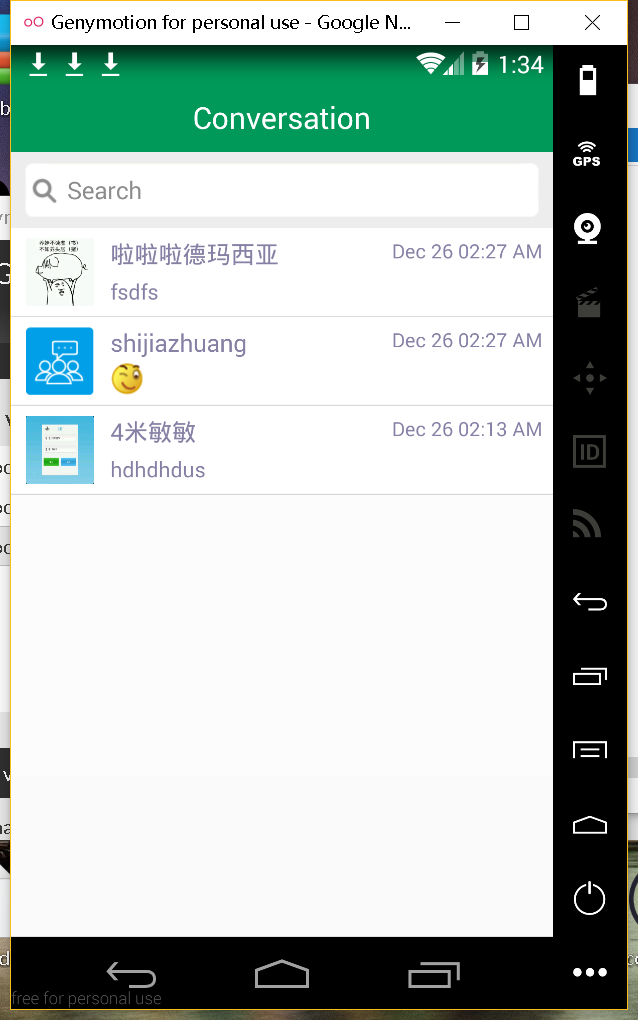 Genymotion for personal use - Google N...
1:34
Conversation
Search
啦啦啦德玛西亚
Dec 26 02:27 AM
fsdfs
shijiazhuang
Dec 26 02:27 AM
4米敏敏
Dec 26 02:13 AM
hdhdhdus
GPS
ID
free for personal use